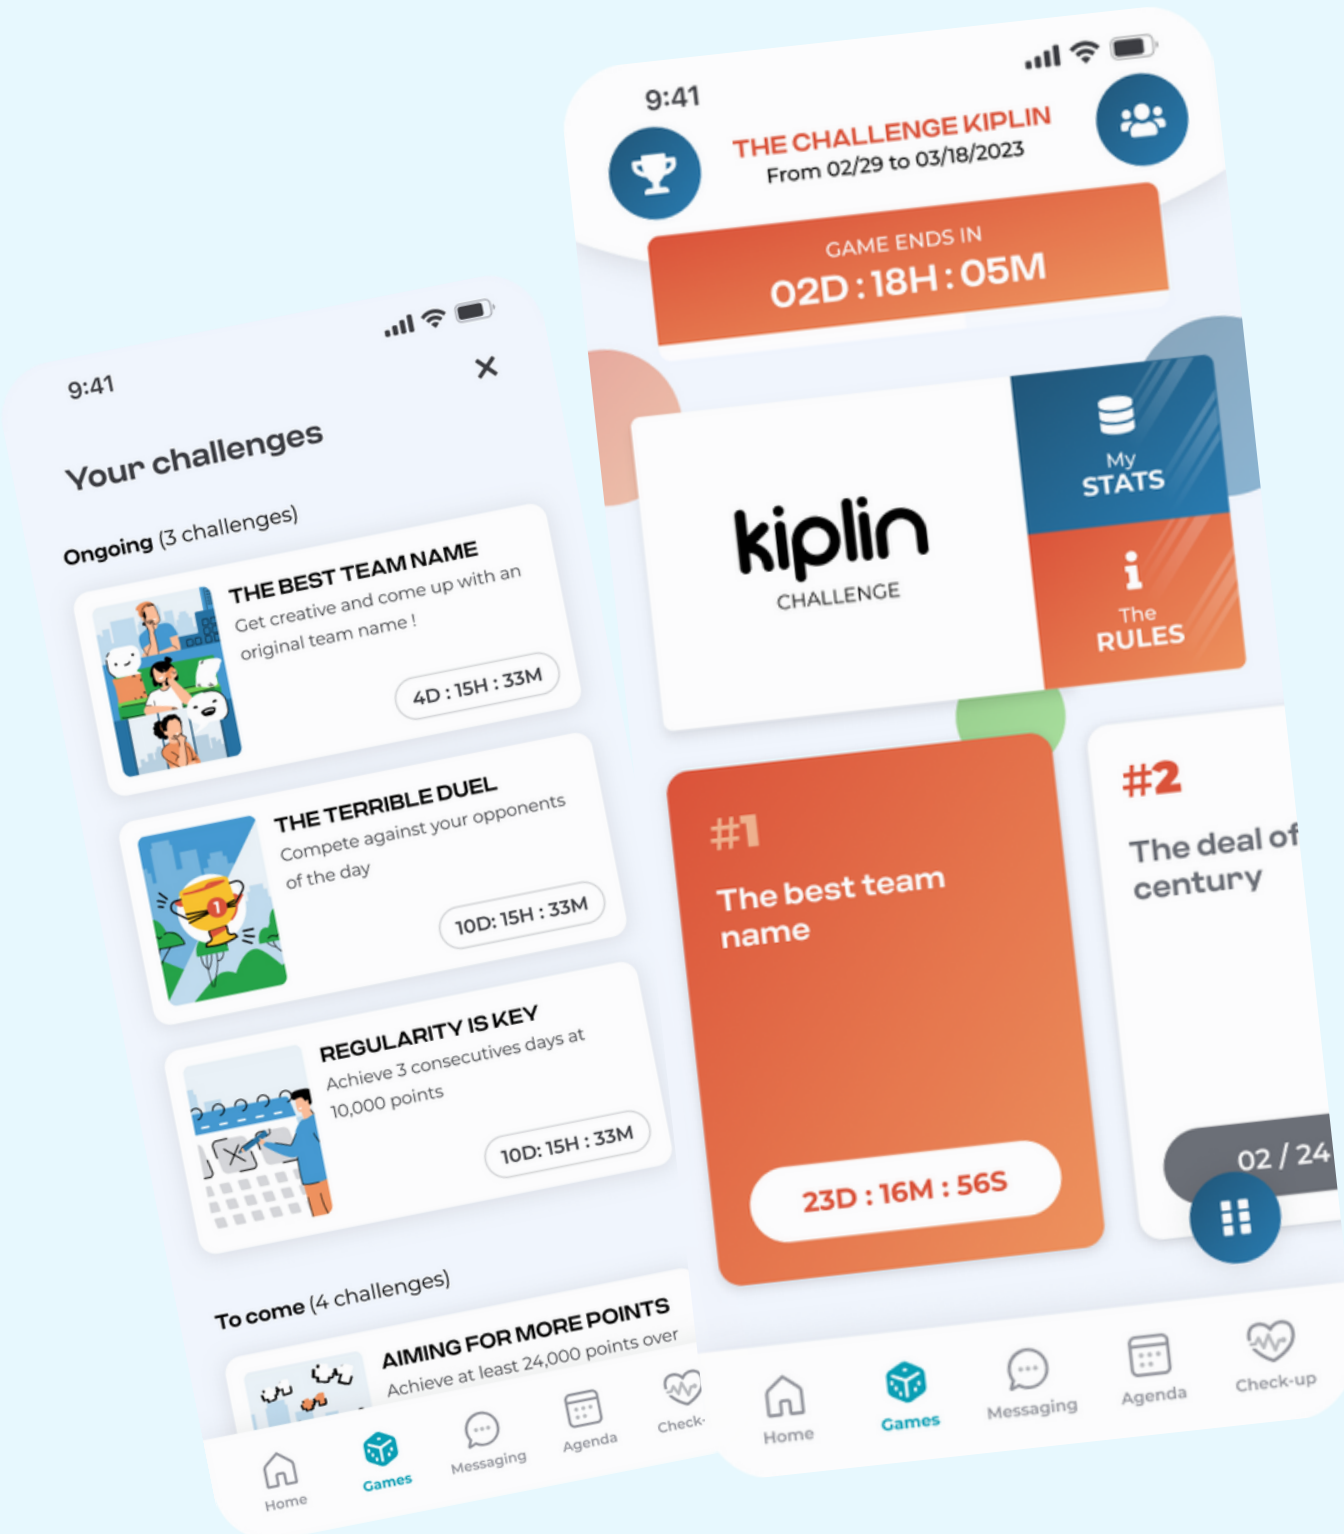 9:41
Your challenges
Ongoing (3 challenges)
THE BEST TEAM NAME
Get creative and come up with an
original team name !
4D : 15H : 33M
THE TERRIBLE DUEL
Compete against your opponents
of the day
1
10D: 15H : 33M
REGULARITY IS KEY
Achieve 3 consecutives days at
10,000 points
10D: 15H : 33M
To come (4 challenges)
AIMING FOR MORE POINTS
Achieve at least 24,000 points over
Home
Games
Messaging
Agenda
Check-
9:41
THE CHALLENGE KIPLIN
From 02/29 to 03/18/2023
GAME ENDS IN
02D : 18H : 05M
kiplin
CHALLENGE
My
STATS
The
RULES
#1
The best team
name
23D : 16M : 56S
#2
The deal of
century
02 / 24
Home
Games
Messaging
Agenda
Check-up